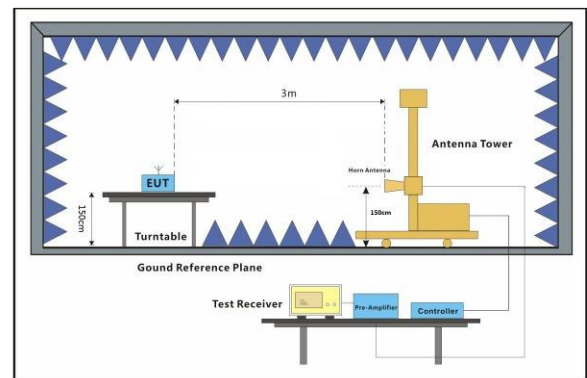 3m
Antenna Tower
Horn Antenna
EUT
150cm
150cm
Turntable
Gound Reference Plane
Test Receiver
Pre-Amplifier
Controller